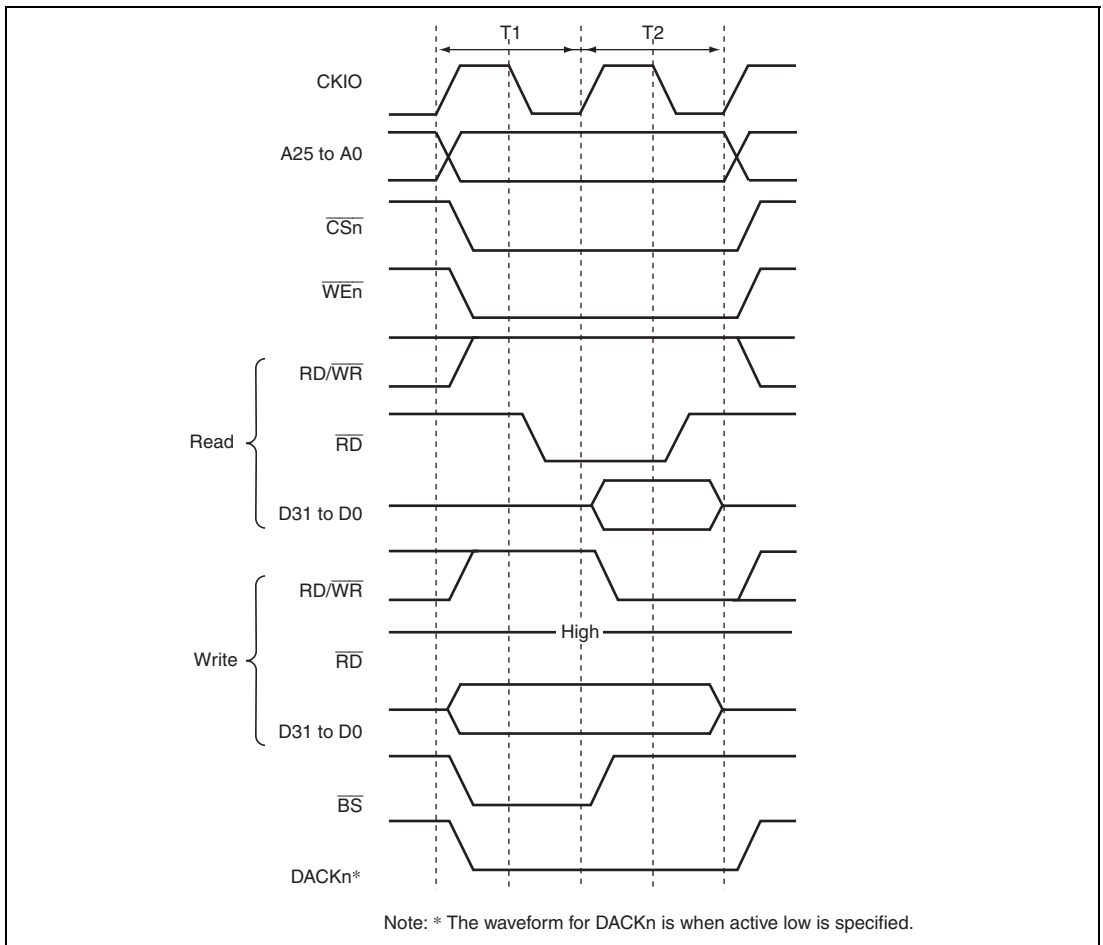 T1 T2
CKIO
A25 to A0
CSn
WEn
RD/WR
Read
RD
D31 to D0
RD/WR
High
Write
RD
D31 to D0
BS
DACKn*
Note: * The waveform for DACKn is when active low is specified.